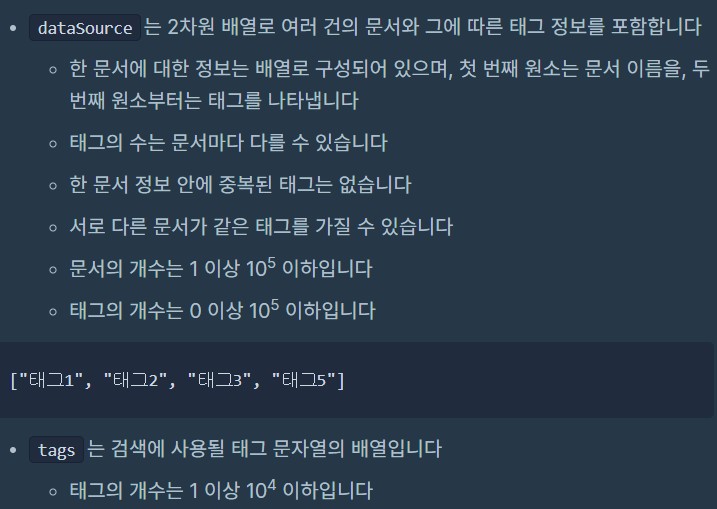 dataSource 는 2차원 배열로 여러 건의 문서와 그에 따른 태그 정보를 포함합니다
한 문서에 대한 정보는 배열로 구성되어 있으며, 첫 번째 원소는 문서 이름을, 두
번째 원소부터는 태그를 나타냅니다
태그의 수는 문서마다 다를 수 있습니다
한 문서 정보 안에 중복된 태그는 없습니다
서로 다른 문서가 같은 태그를 가질 수 있습니다
문서의 개수는 1 이상 10⁵ 이하입니다
태그의 개수는 0 이상 10⁵ 이하입니다
["태그1", "태그2", "태그3", "태그5"]
tags 는 검색에 사용될 태그 문자열의 배열입니다
태그의 개수는 1 이상 10⁴ 이하입니다